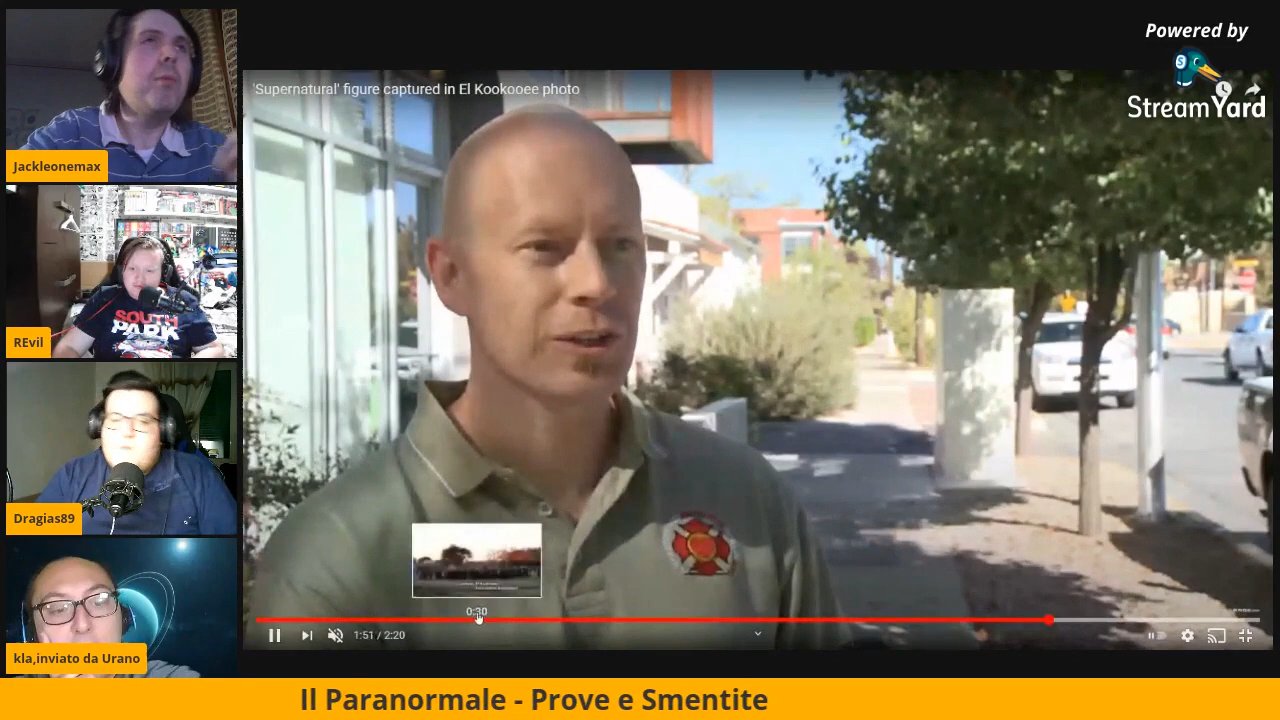 Powered by
StreamYard
'Supernatural' figure captured in El Kookooee photo
Jackleonemax
SOUTH
PARK
REvil
Dragias89
kla,inviato da Urano
0:30
1:51 / 2:20
Il Paranormale - Prove e Smentite